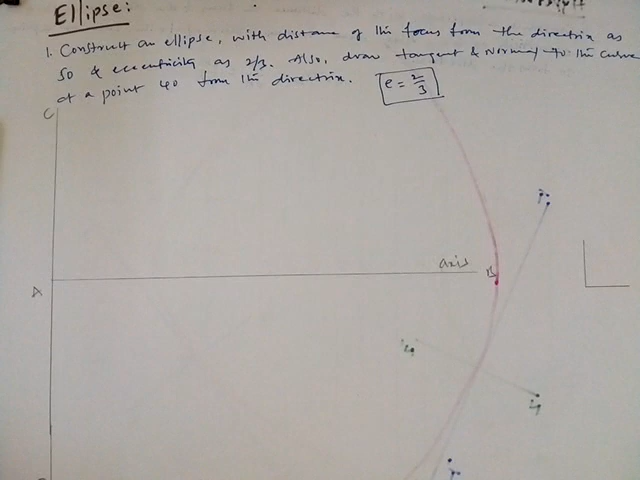 Ellipse:
1. Construct an ellipse, with distance of the focus from the directrix as
50 & eccentricity as 2/3. Also, draw tangent & Normal to the curve
at a point 40 from the directrix. e = 2/3
C
axis
B
A